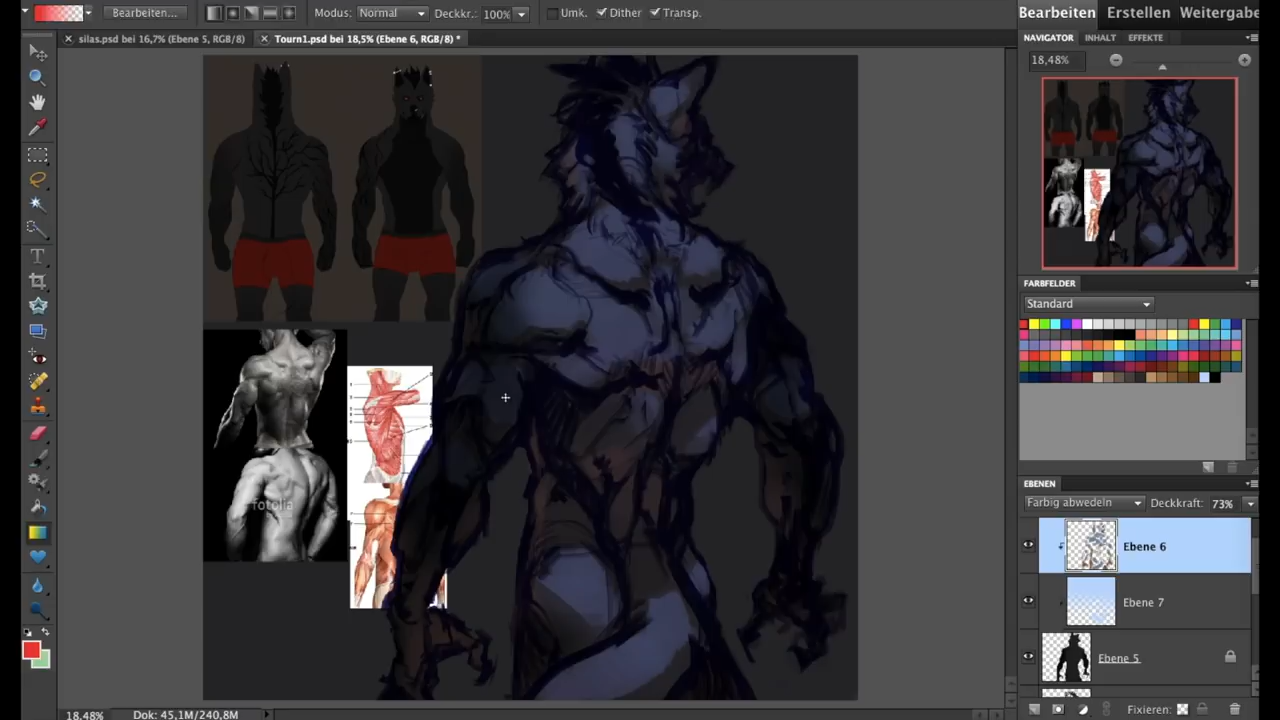 Bearbeiten... Modus: Normal Deckkr.: 100% Umk. Dither Transp.
Bearbeiten Erstellen Weitergabe
silas.psd bei 16,7% (Ebene 5, RGB/8) Tourn1.psd bei 18,5% (Ebene 6, RGB/8) *
NAVIGATOR INHALT EFFEKTE
18,48%
FARBFELDER
Standard
EBENEN
Farbig abwedeln Deckkraft: 73%
Ebene 6
Ebene 7
Ebene 5
Fixieren:
fotolia
18,48% Dok: 45,1M/240,8M